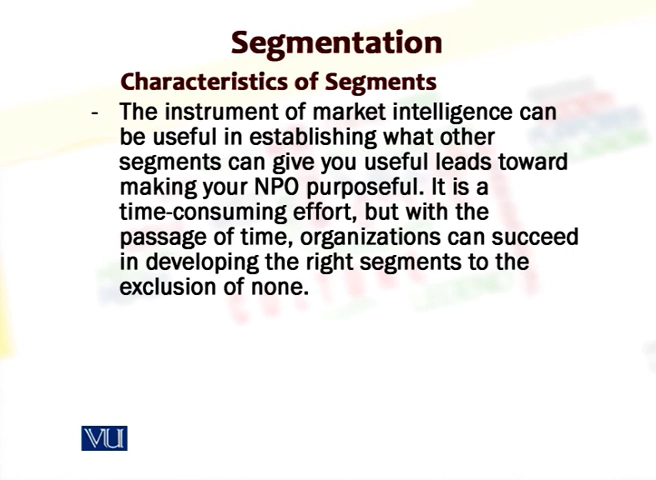 Segmentation
Characteristics of Segments
- The instrument of market intelligence can
be useful in establishing what other
segments can give you useful leads toward
making your NPO purposeful. It is a
time-consuming effort, but with the
passage of time, organizations can succeed
in developing the right segments to the
exclusion of none.
VU